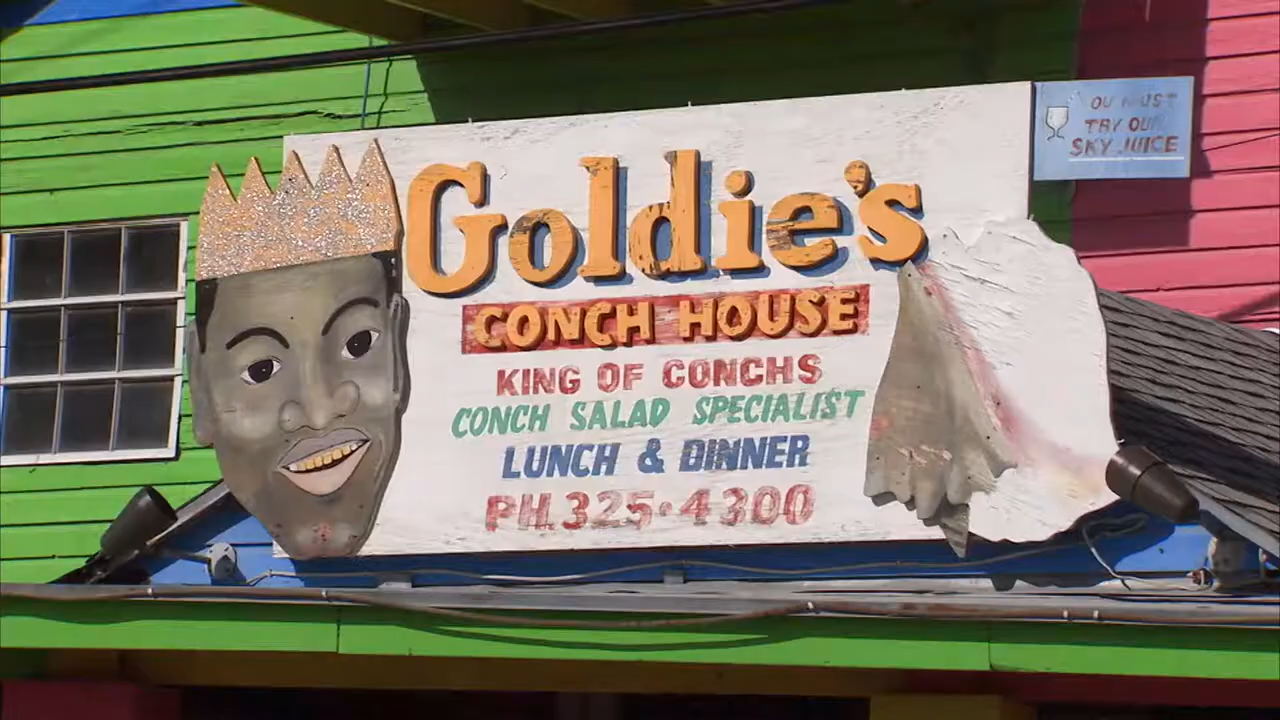 Goldie's
CONCH HOUSE
KING OF CONCHS
CONCH SALAD SPECIALIST
LUNCH & DINNER
PH. 325·4300
OU MUST
TRY OUR
SKY JUICE